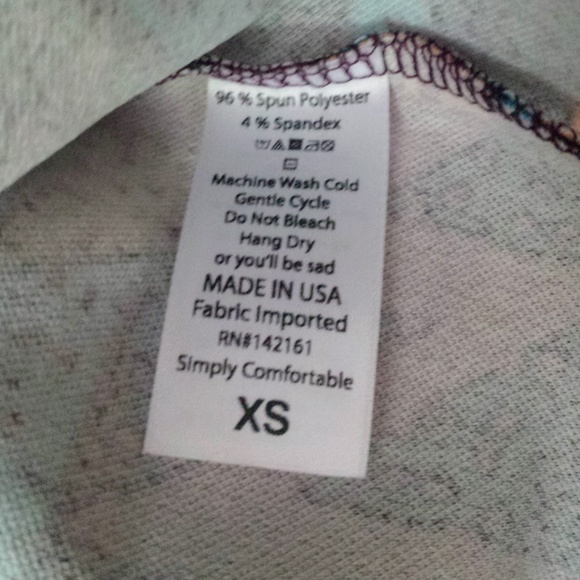 96 % Spun Polyester
4 % Spandex
Machine Wash Cold
Gentle Cycle
Do Not Bleach
Hang Dry
or you'll be sad
MADE IN USA
Fabric Imported
RN#142161
Simply Comfortable
XS